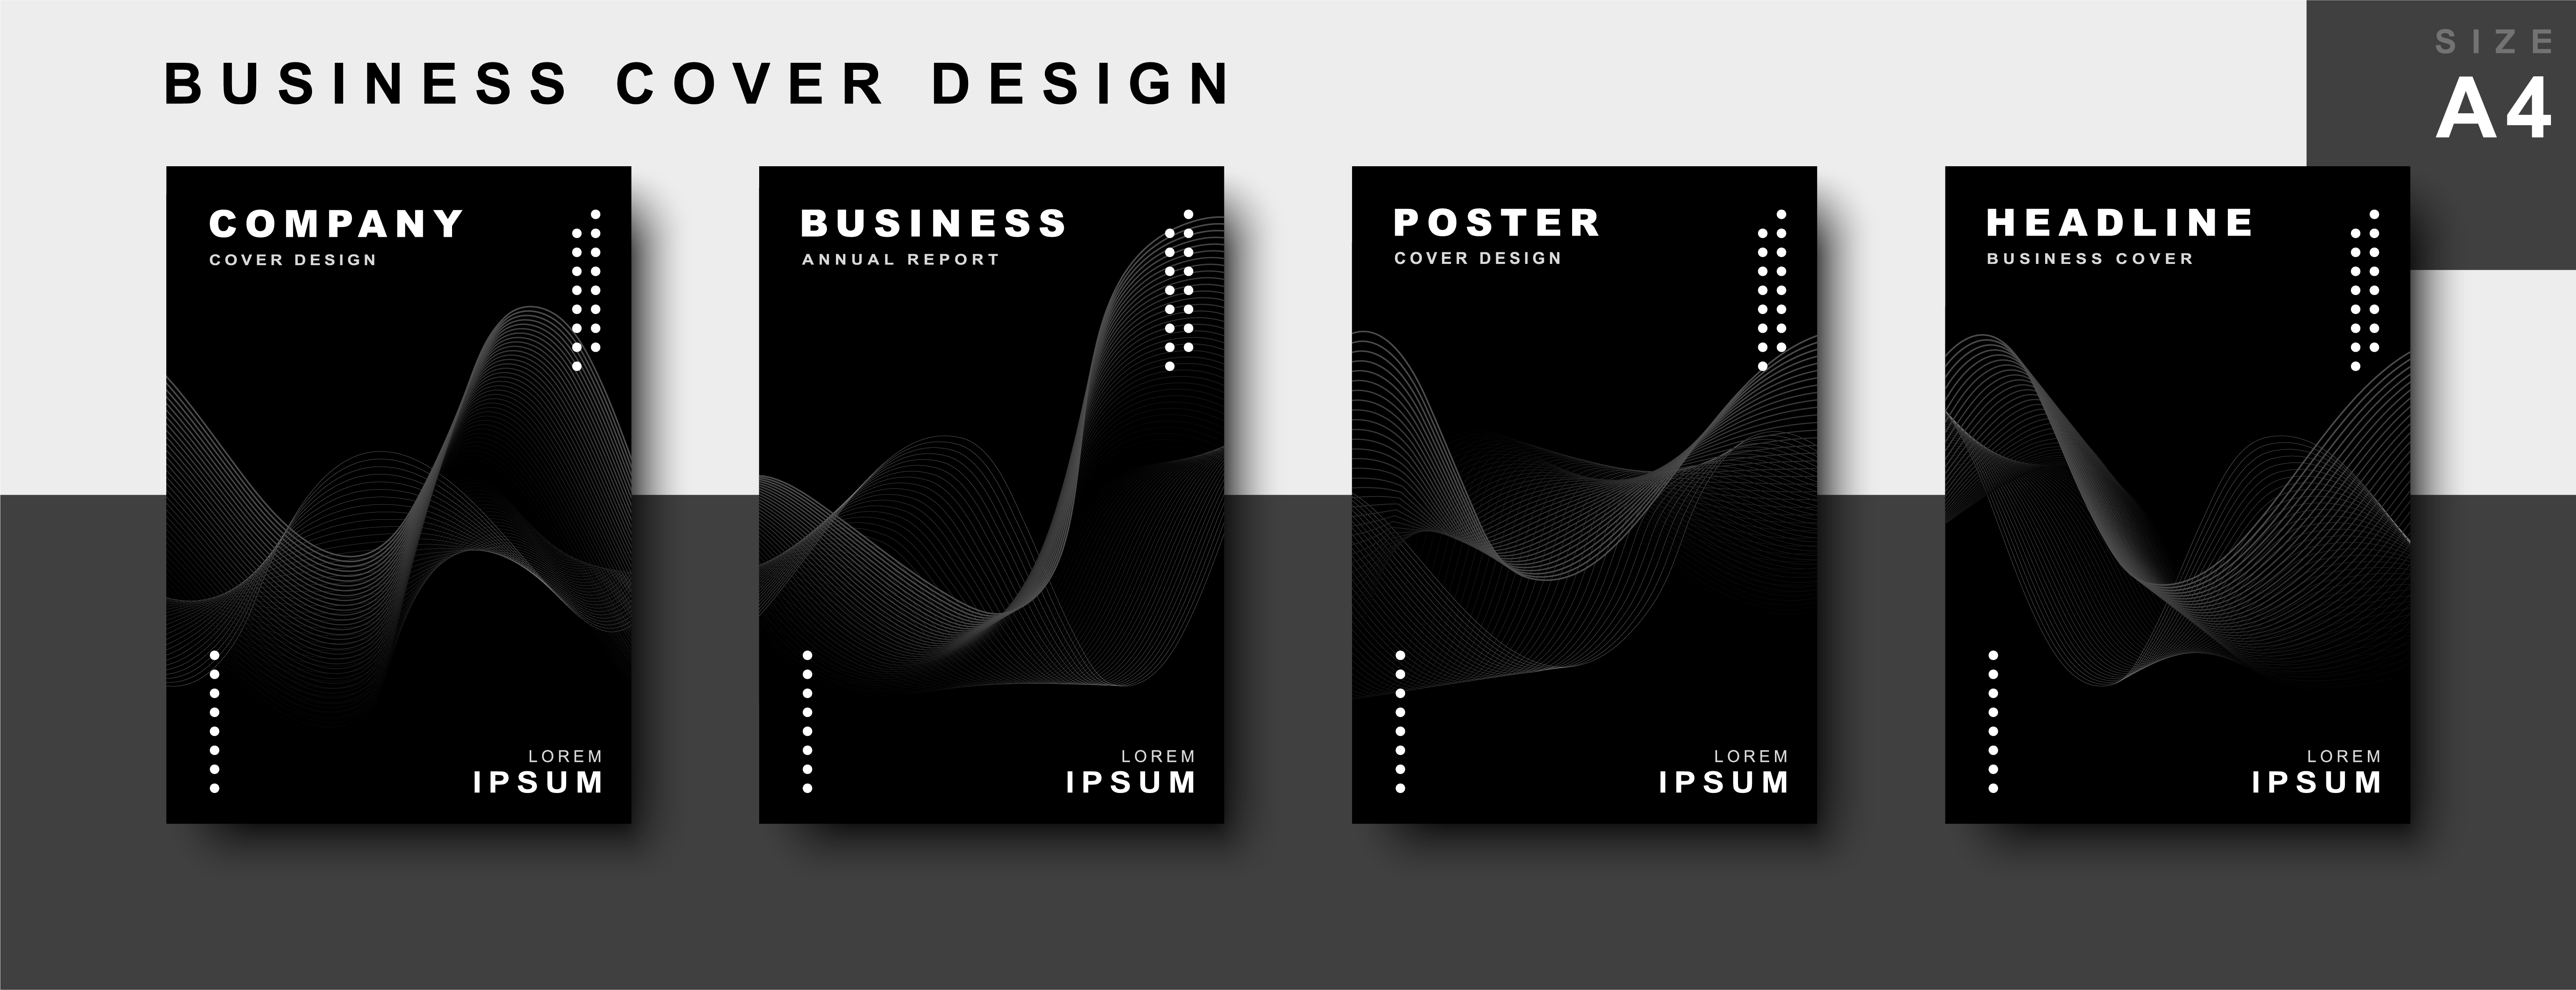 BUSINESS COVER DESIGN
SIZE
A4
COMPANY
COVER DESIGN
LOREM
IPSUM
BUSINESS
ANNUAL REPORT
LOREM
IPSUM
POSTER
COVER DESIGN
LOREM
IPSUM
HEADLINE
BUSINESS COVER
LOREM
IPSUM